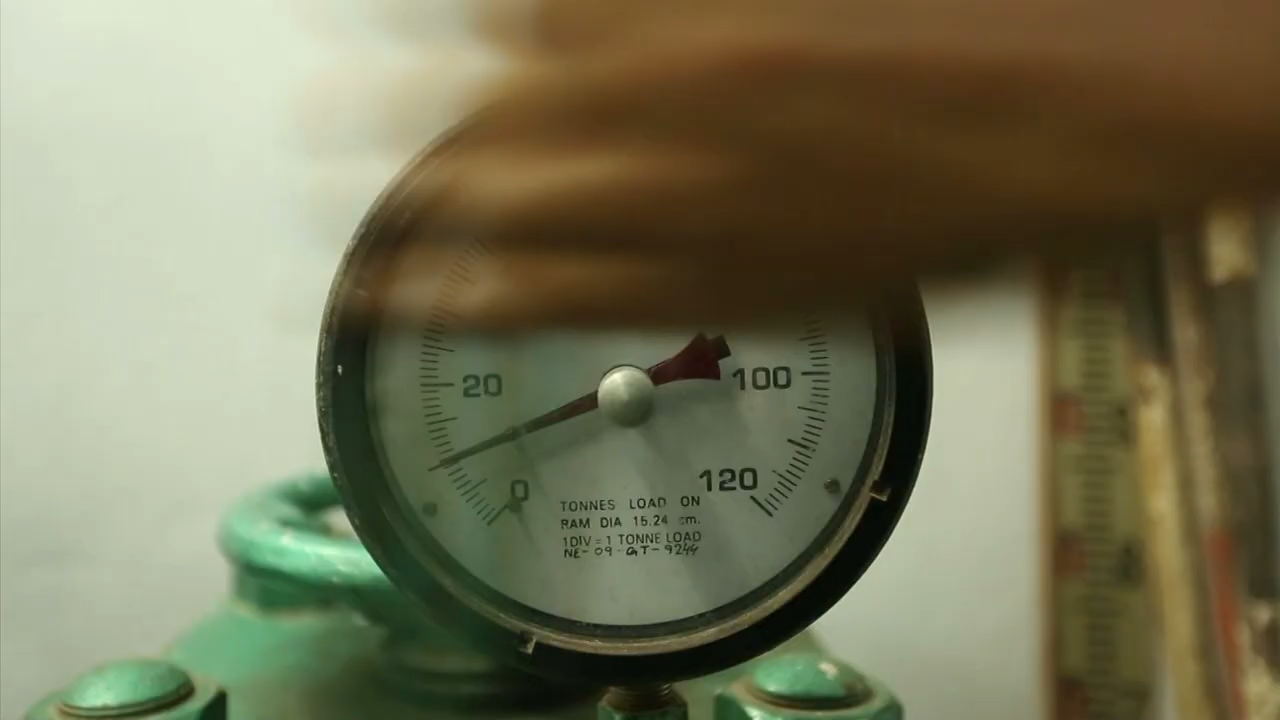 20
100
0
120
TONNES LOAD ON
RAM DIA 15.24 cm.
1DIV = 1 TONNE LOAD
NE-09-GT-9244